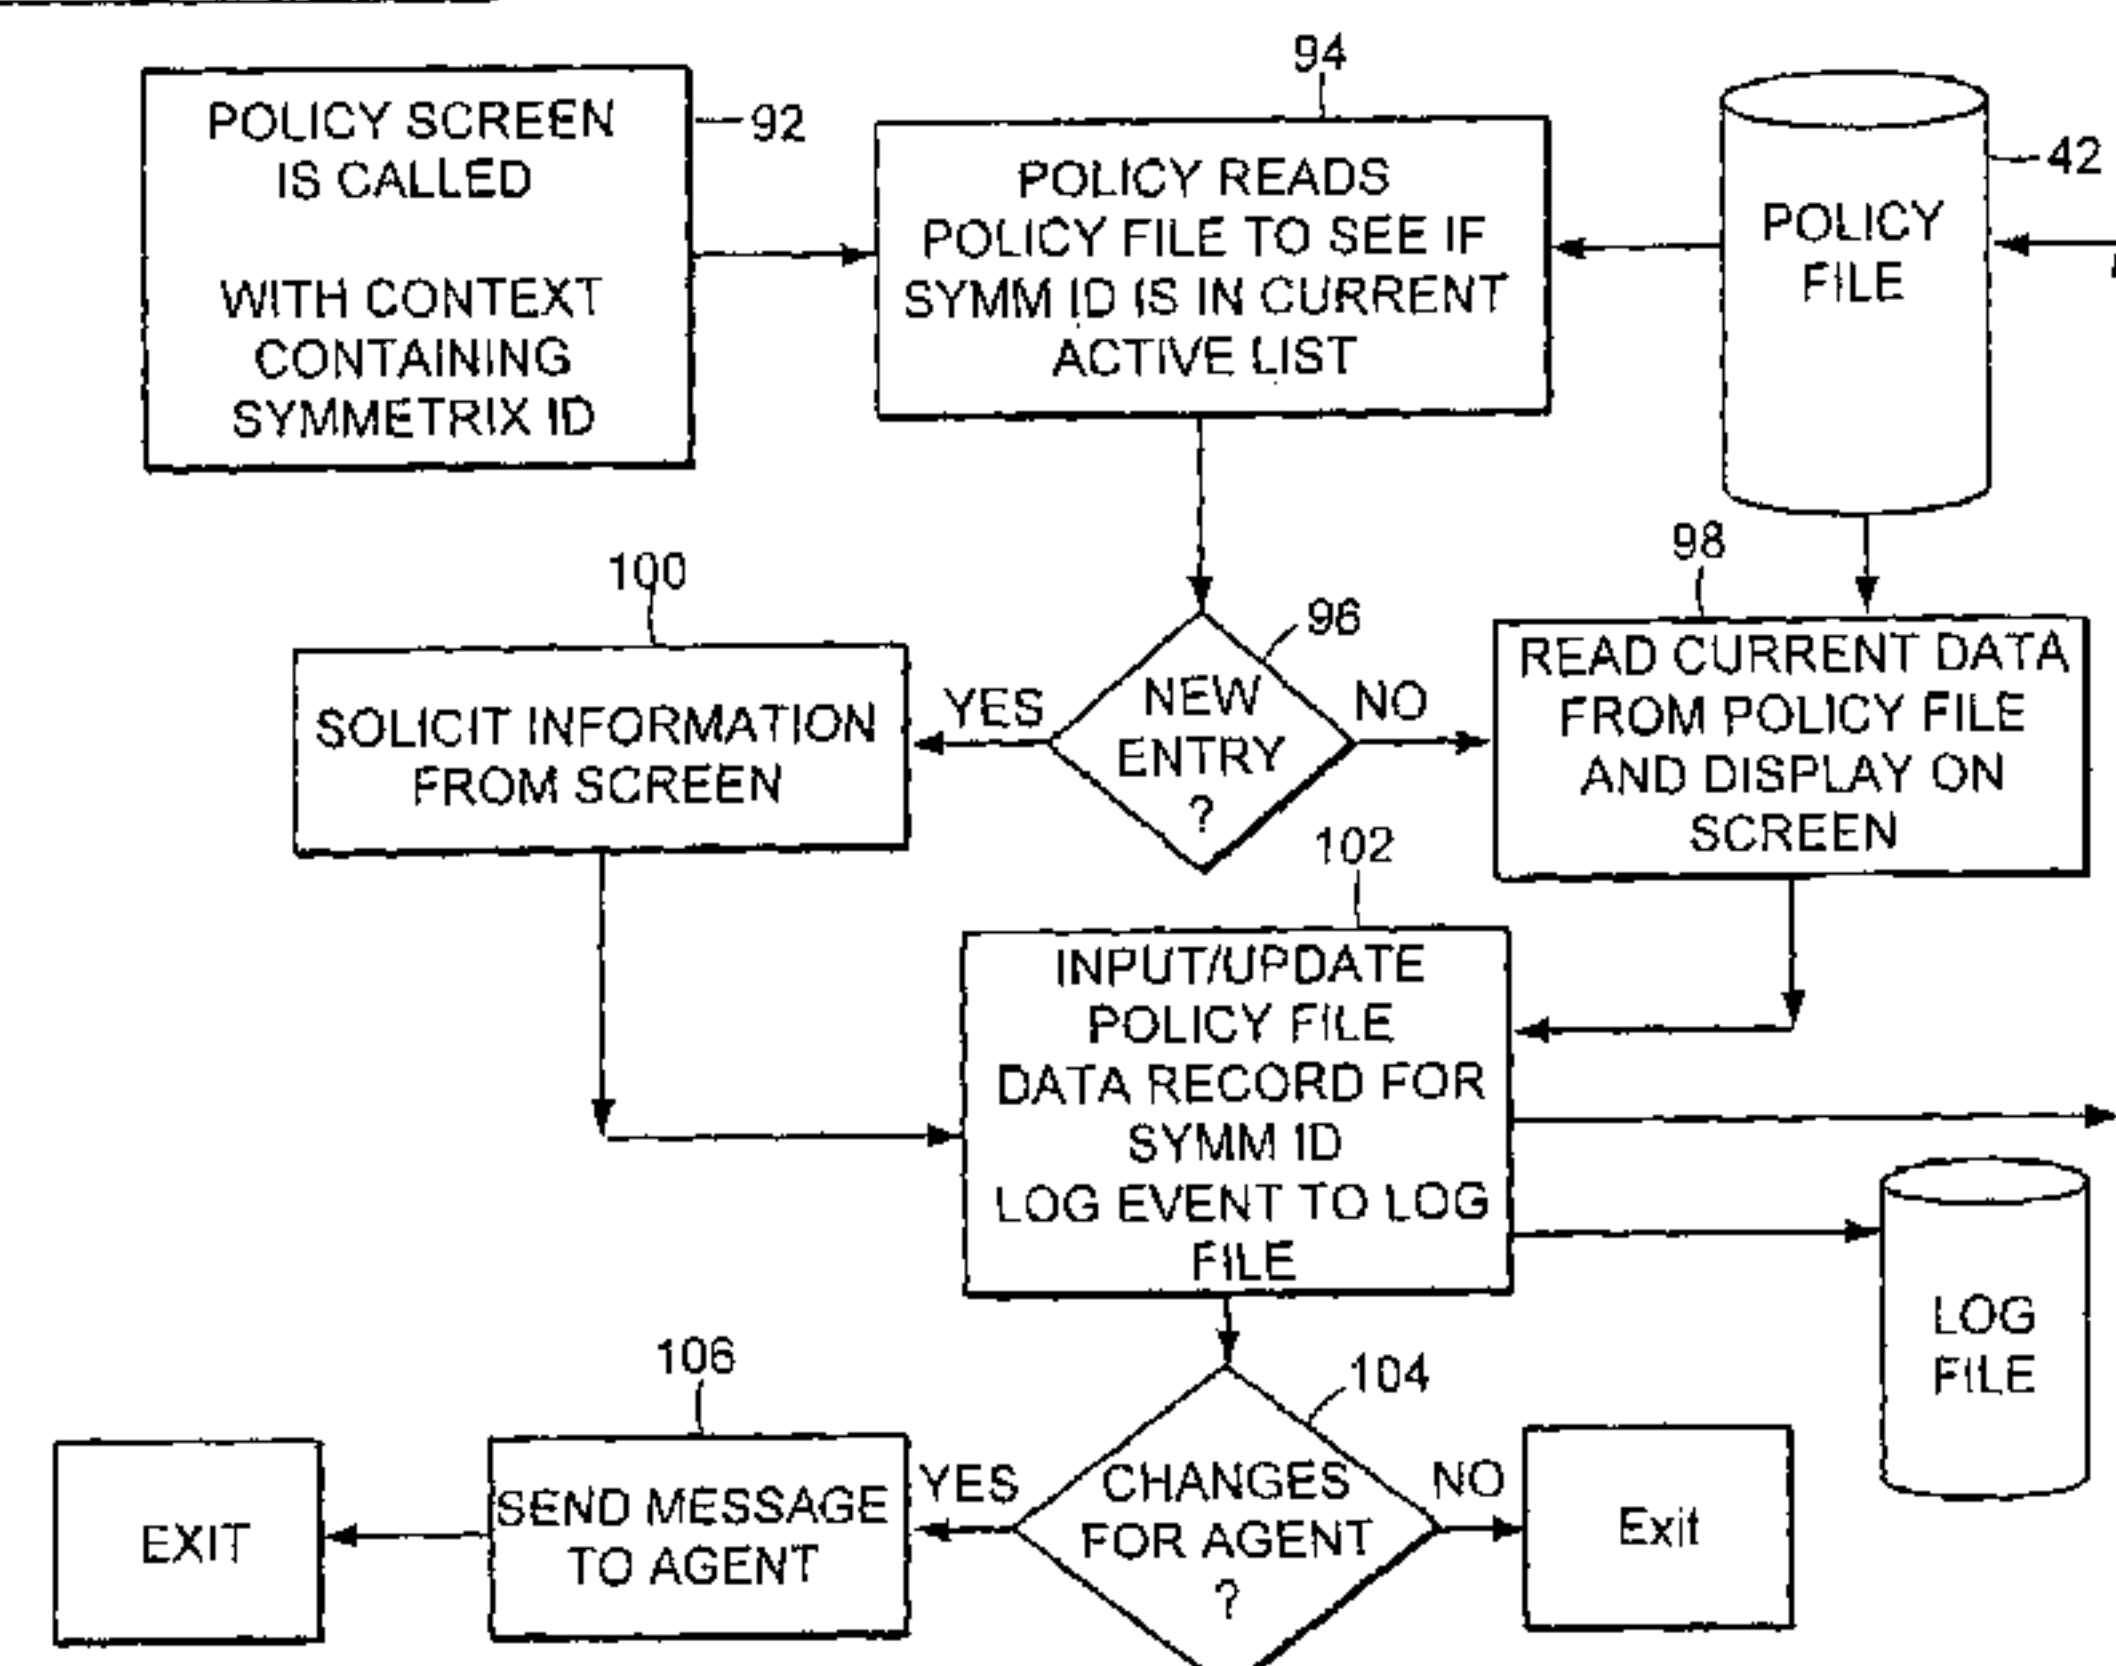 94
POLICY SCREEN
IS CALLED
92
WITH CONTEXT
CONTAINING
SYMMETRIX ID
POLICY READS
POLICY FILE TO SEE IF
SYMM ID IS IN CURRENT
ACTIVE LIST
42
POLICY
FILE
100
96
98
SOLICIT INFORMATION
FROM SCREEN
YES
NEW
ENTRY
?
NO
READ CURRENT DATA
FROM POLICY FILE
AND DISPLAY ON
SCREEN
102
INPUT/UPDATE
POLICY FILE
DATA RECORD FOR
SYMM ID
LOG EVENT TO LOG
FILE
LOG
FILE
106
104
EXIT
SEND MESSAGE
TO AGENT
YES
CHANGES
FOR AGENT
?
NO
Exit